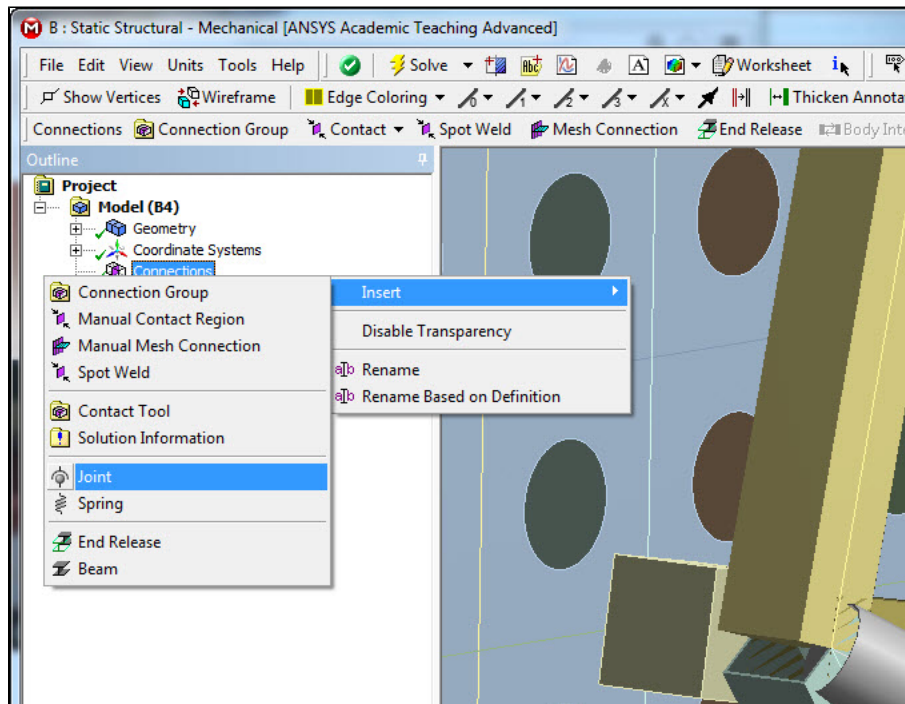 B : Static Structural - Mechanical [ANSYS Academic Teaching Advanced]
File Edit View Units Tools Help Solve Worksheet
Show Vertices Wireframe Edge Coloring Thicken Annota
Connections Connection Group Contact Spot Weld Mesh Connection End Release Body Inte
Outline
Project
Model (B4)
Geometry
Coordinate Systems
Connections
Connection Group
Manual Contact Region
Manual Mesh Connection
Spot Weld
Contact Tool
Solution Information
Joint
Spring
End Release
Beam
Insert
Disable Transparency
Rename
Rename Based on Definition